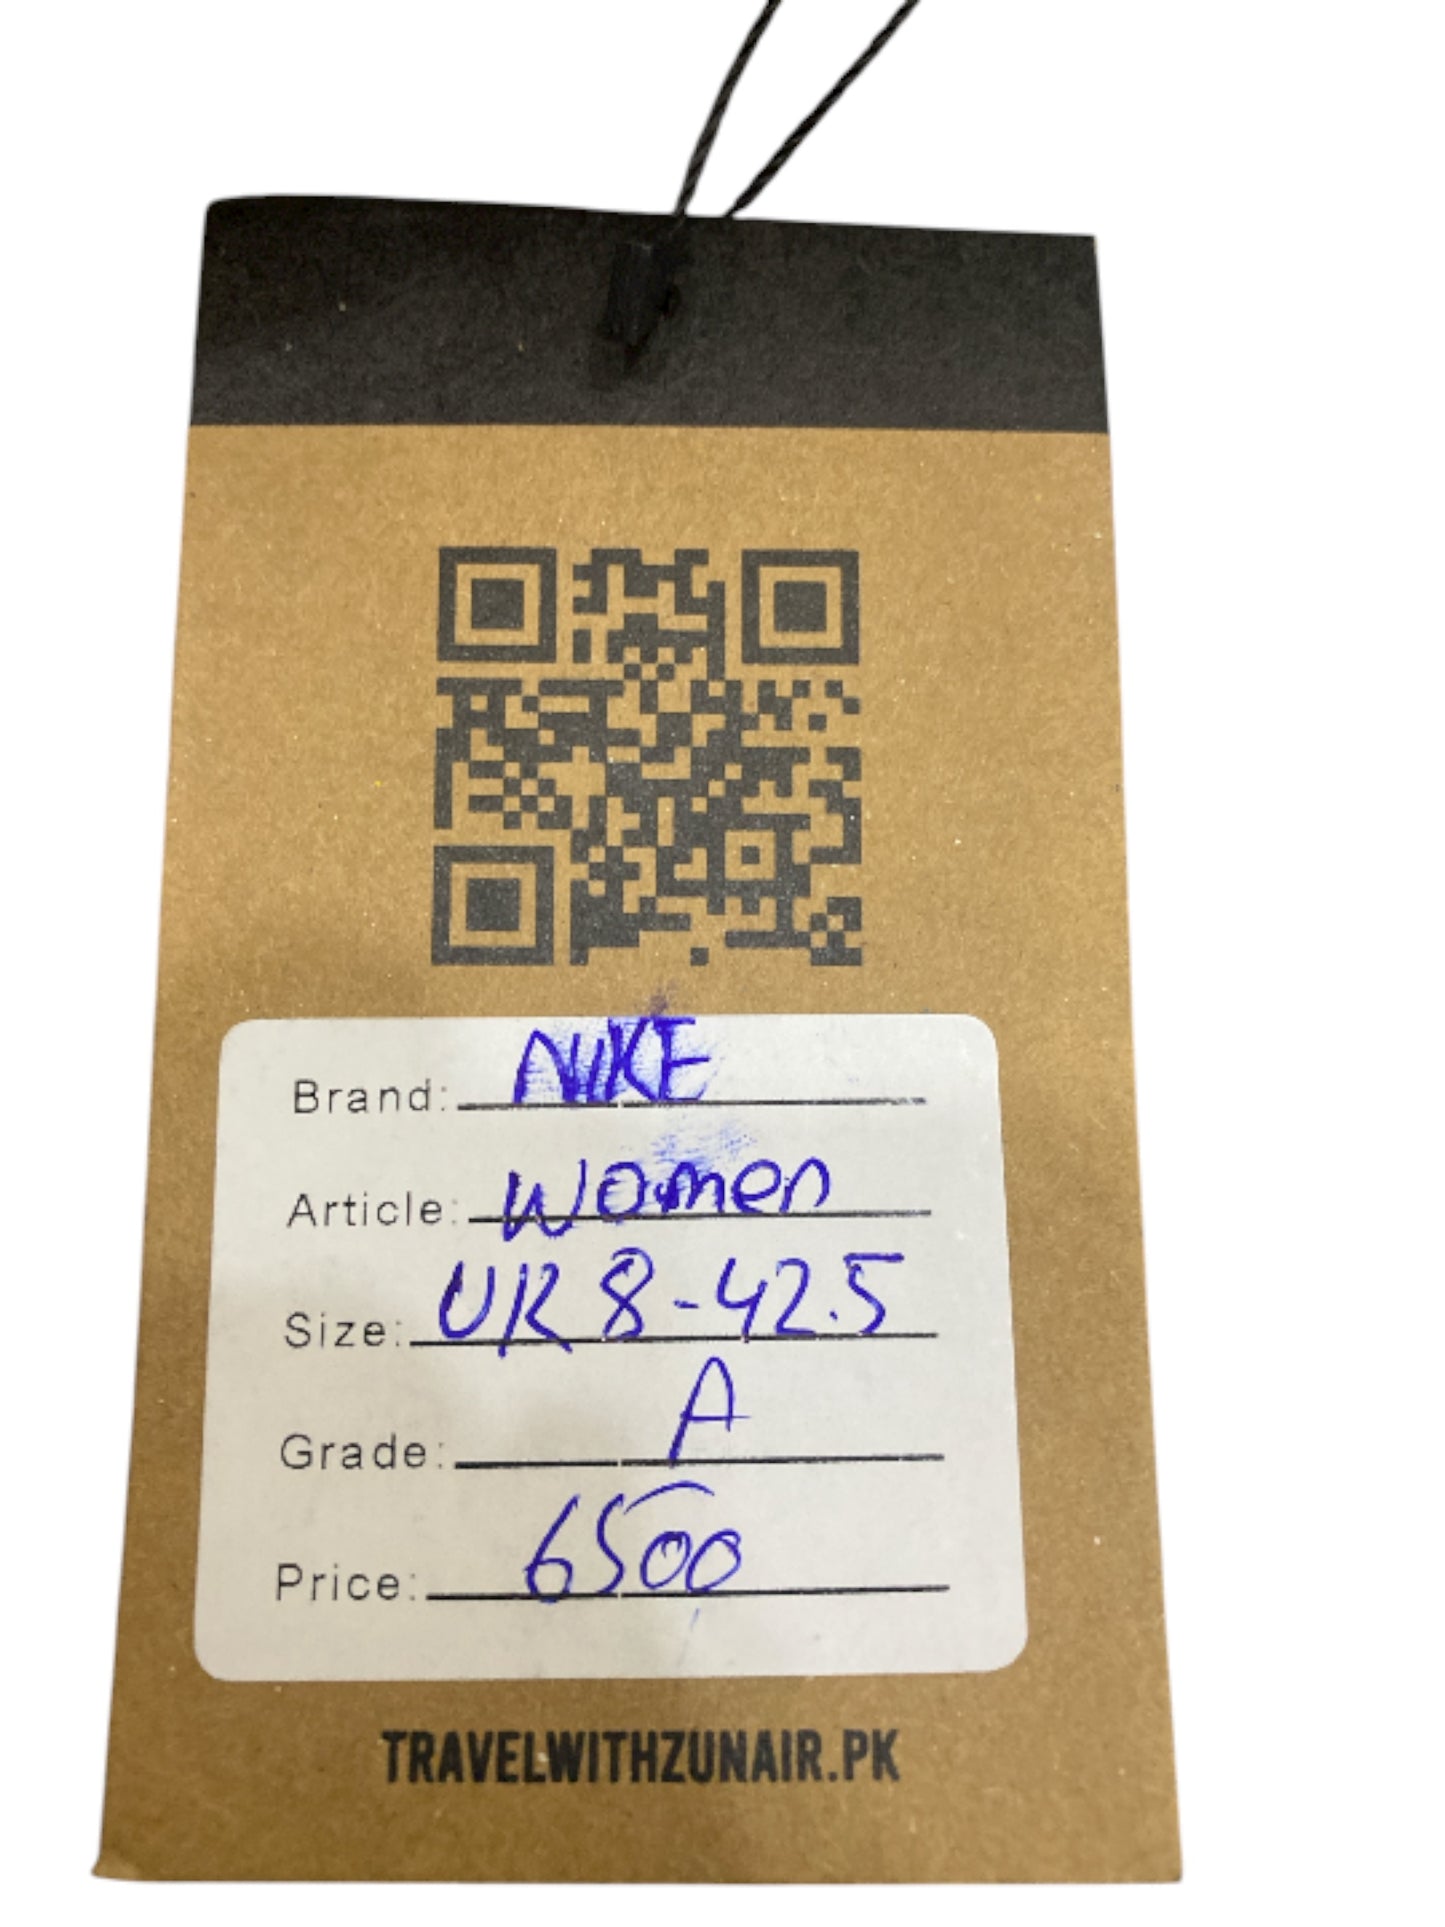 Brand: NIKE
Article: Women
Size: UK 8-42.5
Grade: A
Price: 6500
TRAVELWITHZUNAIR.PK